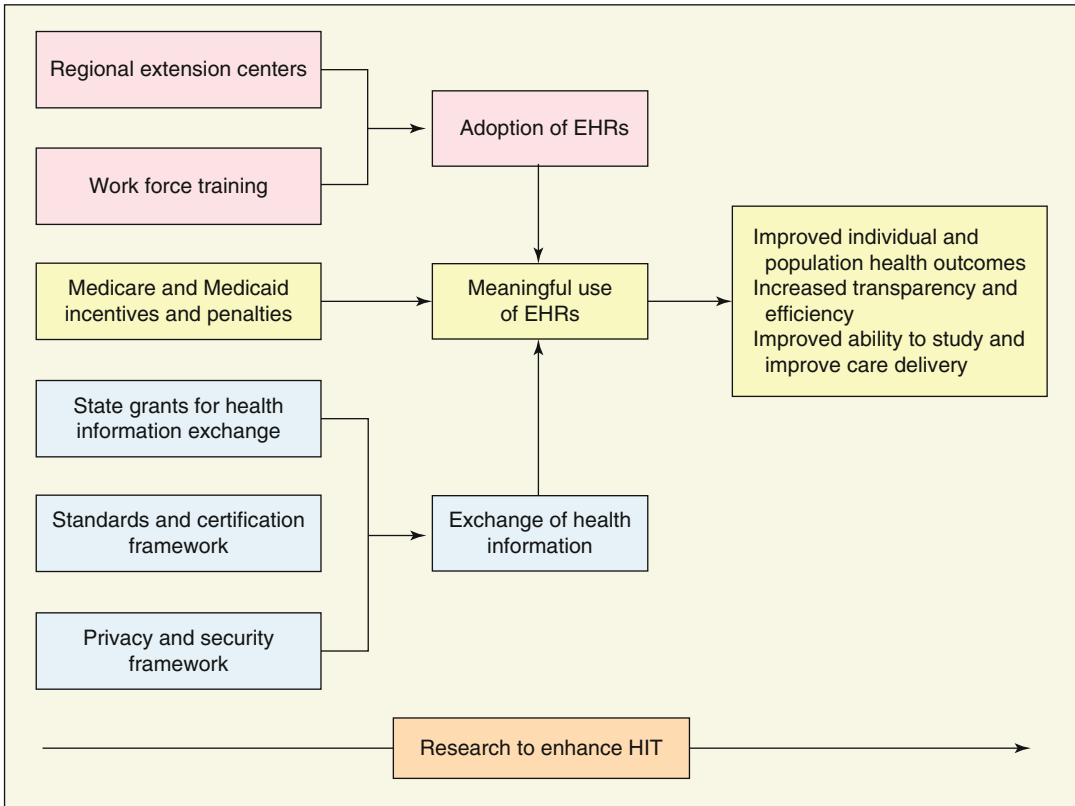 Regional extension centers
Work force training
Adoption of EHRs
Medicare and Medicaid
incentives and penalties
Meaningful use
of EHRs
Improved individual and
population health outcomes
Increased transparency and
efficiency
Improved ability to study and
improve care delivery
State grants for health
information exchange
Standards and certification
framework
Privacy and security
framework
Exchange of health
information
Research to enhance HIT